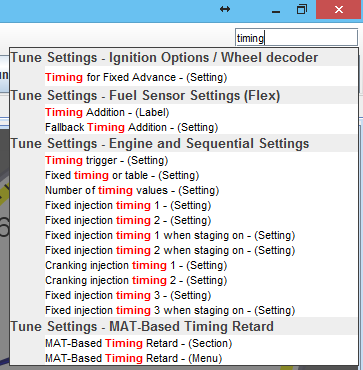 timing
Tune Settings - Ignition Options / Wheel decoder
Timing for Fixed Advance - (Setting)
Tune Settings - Fuel Sensor Settings (Flex)
Timing Addition - (Label)
Fallback Timing Addition - (Setting)
Tune Settings - Engine and Sequential Settings
Timing trigger - (Setting)
Fixed timing or table - (Setting)
Number of timing values - (Setting)
Fixed injection timing 1 - (Setting)
Fixed injection timing 2 - (Setting)
Fixed injection timing 1 when staging on - (Setting)
Fixed injection timing 2 when staging on - (Setting)
Cranking injection timing 1 - (Setting)
Cranking injection timing 2 - (Setting)
Fixed injection timing 3 - (Setting)
Fixed injection timing 3 when staging on - (Setting)
Tune Settings - MAT-Based Timing Retard
MAT-Based Timing Retard - (Section)
MAT-Based Timing Retard - (Menu)